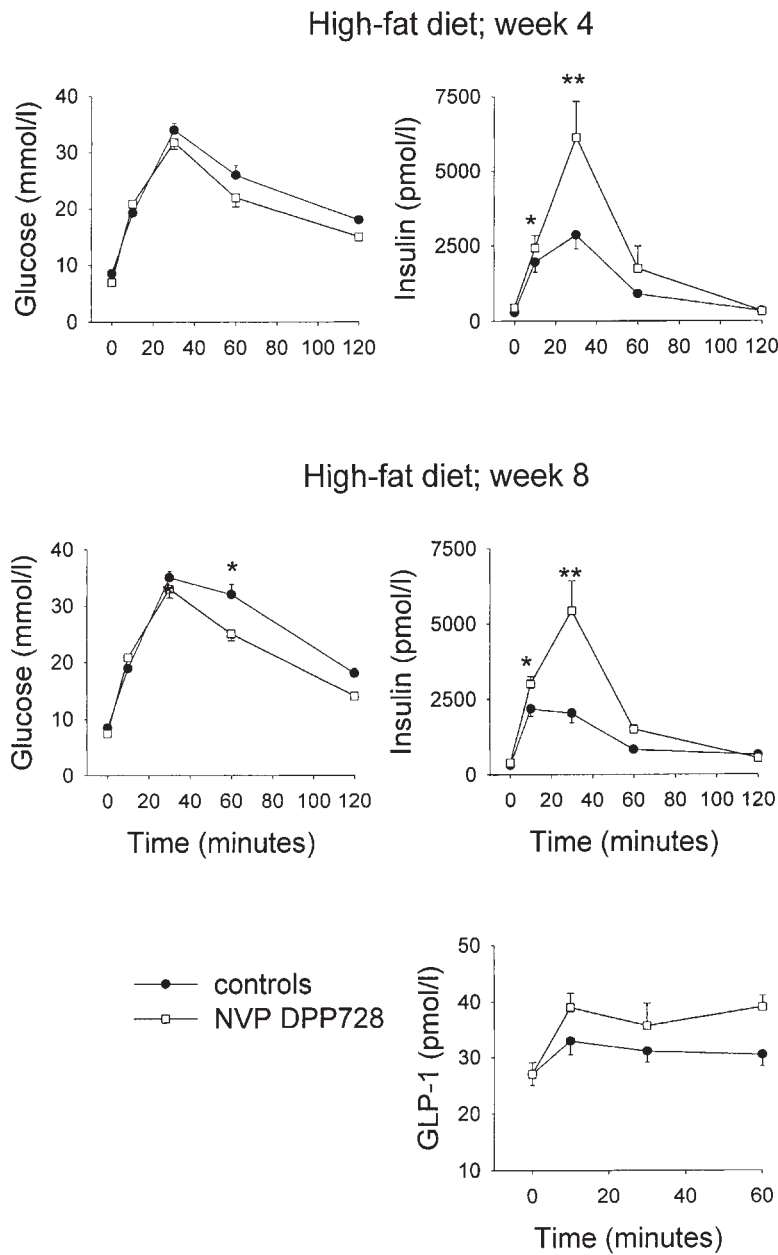 High-fat diet; week 4
Glucose (mmol/l)
40
30
20
10
0
0 20 40 60 80 100 120
Insulin (pmol/l)
7500
5000
2500
0
* **
0 20 40 60 80 100 120
High-fat diet; week 8
Glucose (mmol/l)
40
30
20
10
0
*
0 20 40 60 80 100 120
Time (minutes)
Insulin (pmol/l)
7500
5000
2500
0
* **
0 20 40 60 80 100 120
Time (minutes)
controls
NVP DPP728
GLP-1 (pmol/l)
50
40
30
20
10
0 20 40 60
Time (minutes)